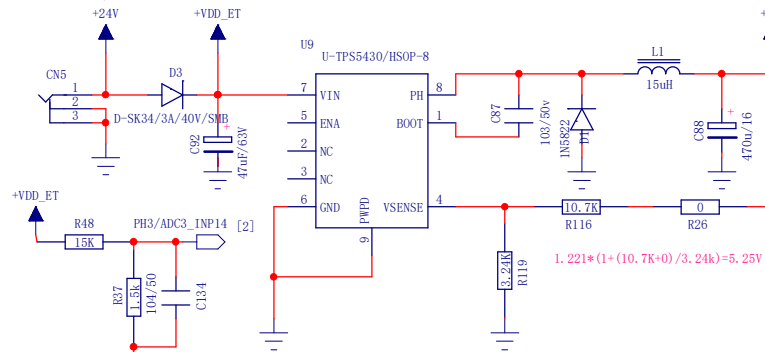 +24V
+VDD_ET
CN5
1
2
3
D3
D-SK34/3A/40V/SMB
C92
47uF/63V
+
U9
U-TPS5430/HSOP-8
7
VIN
5
ENA
2
NC
3
NC
6
GND
PWPD
9
PH
8
BOOT
1
VSENSE
4
C87
103/50v
1N5822
D1
L1
15uH
C88
470u/16
+
10.7K
R116
0
R26
3.24K
R119
1.221*(1+(10.7K+0)/3.24k)=5.25V
+VDD_ET
R48
15K
PH3/ADC3_INP14
[2]
R37
1.5k
104/50
C134